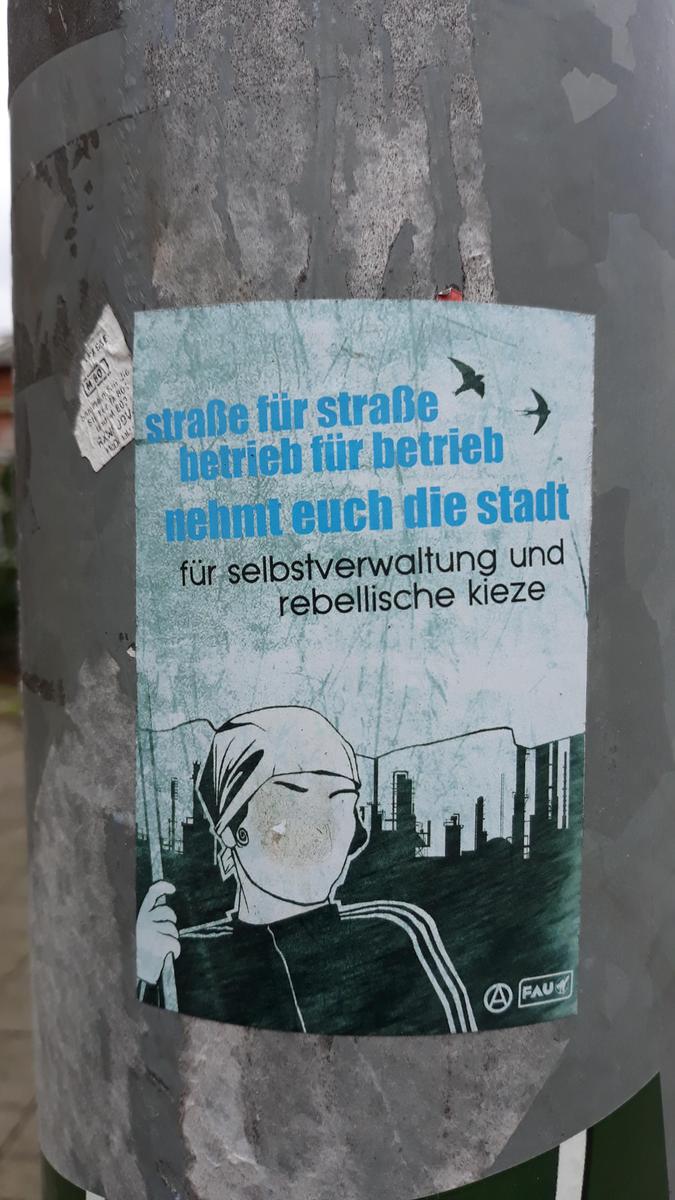 straße für straße
betrieb für betrieb
nehmt euch die stadt
für selbstverwaltung und
rebellische kieze
FAU